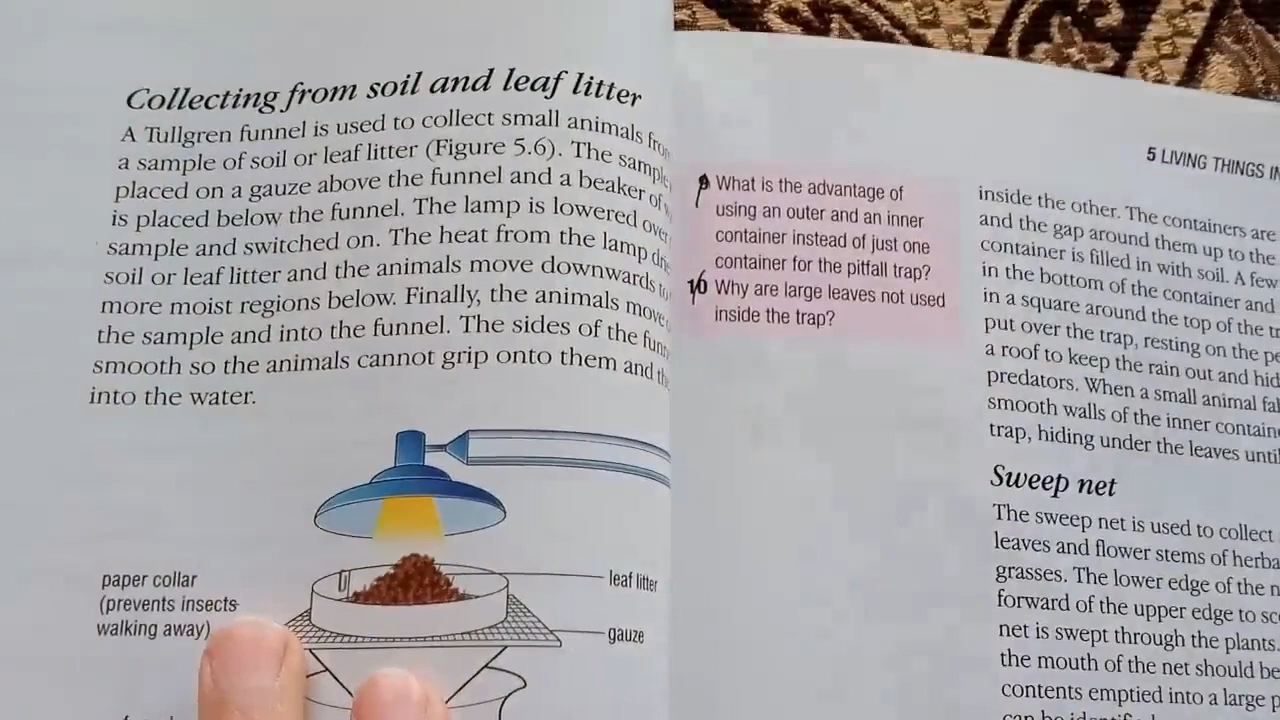 Collecting from soil and leaf litter
A Tullgren funnel is used to collect small animals
a sample of soil or leaf litter (Figure 5.6). The sample
placed on a gauze above the funnel and a beaker of
is placed below the funnel. The lamp is lowered over
sample and switched on. The heat from the lamp
soil or leaf litter and the animals move downwards to
more moist regions below. Finally, the animals move
the sample and into the funnel. The sides of the
smooth so the animals cannot grip onto them and
into the water.
paper collar
(prevents insects
walking away)
leaf litter
gauze
What is the advantage of
using an outer and an inner
container instead of just one
container for the pitfall trap?
10 Why are large leaves not used
inside the trap?
5 LIVING THINGS
inside the other. The containers are
and the gap around them up to the
container is filled in with soil. A few
in the bottom of the container and
in a square around the top of the
put over the trap, resting on the
a roof to keep the rain out and
predators. When a small animal
smooth walls of the inner
trap, hiding under the leaves
Sweep net
The sweep net is used to collect
leaves and flower stems of
grasses. The lower edge of the
forward of the upper edge to
net is swept through the plants.
the mouth of the net should be
contents emptied into a large